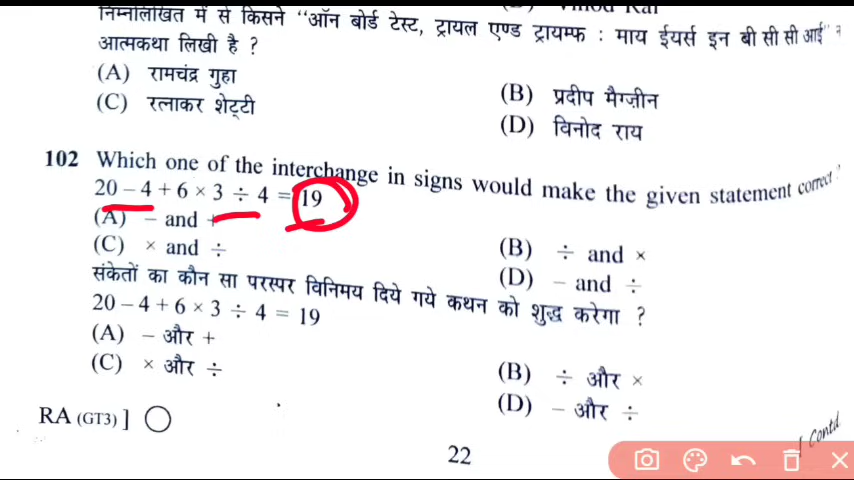 निम्नलिखित में से किसने “ऑन बोर्ड टेस्ट, ट्रायल एण्ड ट्रायम्फ : माय ईयर्स इन बी सी सी आई”
आत्मकथा लिखी है ?
(A) रामचंद्र गुहा
(B) प्रदीप मैग्ज़ीन
(C) रत्नाकर शेट्टी
(D) विनोद राय
102 Which one of the interchange in signs would make the given statement correct ?
20 – 4 + 6 × 3 ÷ 4 = 19
(A) – and +
(B) ÷ and ×
(C) × and ÷
(D) – and ÷
संकेतों का कौन सा परस्पर विनिमय दिये गये कथन को शुद्ध करेगा ?
20 – 4 + 6 × 3 ÷ 4 = 19
(A) – और +
(B) ÷ और ×
(C) × और ÷
(D) – और ÷
RA (GT3) ]
22
[ Contd